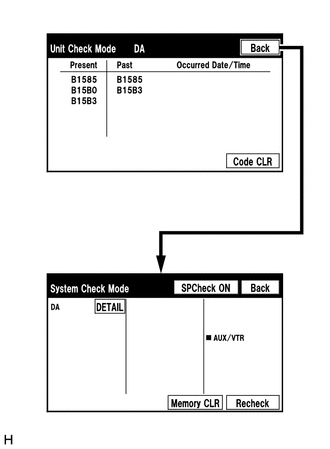 Unit Check Mode DA Back
Present Past Occurred Date/Time
B1585 B1585
B15B0 B15B3
B15B3
Code CLR
System Check Mode SPCheck ON Back
DA DETAIL
■ AUX/VTR
Memory CLR Recheck
H